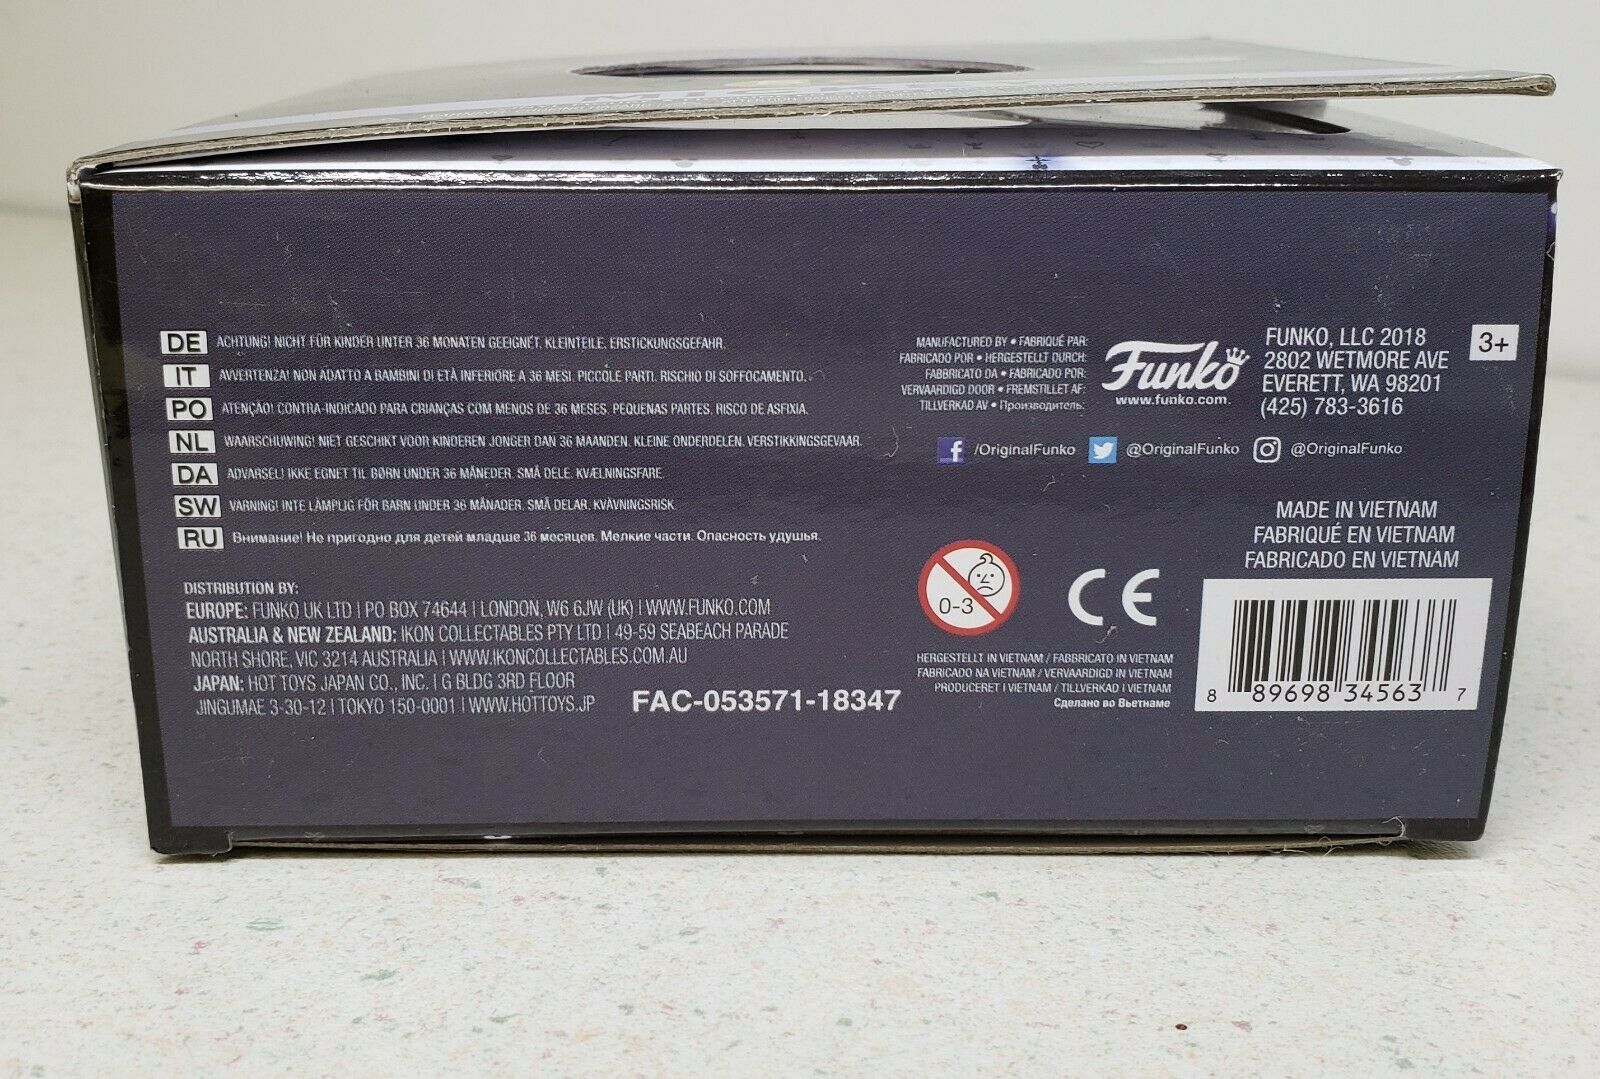 DE ACHTUNG! NICHT FÜR KINDER UNTER 36 MONATEN GEEIGNET. KLEINTEILE. ERSTICKUNGSGEFAHR.
IT AVVERTENZA! NON ADATTO A BAMBINI DI ETÀ INFERIORE A 36 MESI. PICCOLE PARTI. RISCHIO DI SOFFOCAMENTO.
PO ATENÇÃO! CONTRA-INDICADO PARA CRIANÇAS COM MENOS DE 36 MESES. PEQUENAS PARTES. RISCO DE ASFIXIA.
NL WAARSCHUWING! NIET GESCHIKT VOOR KINDEREN JONGER DAN 36 MAANDEN. KLEINE ONDERDELEN. VERSTIKKINGSGEVAAR.
DA ADVARSEL! IKKE EGNET TIL BØRN UNDER 36 MÅNEDER. SMÅ DELE. KVÆLNINGSFARE.
SW VARNING! INTE LÄMPLIG FÖR BARN UNDER 36 MÅNADER. SMÅ DELAR. KVÄVNINGSRISK.
RU Внимание! Не пригодно для детей младше 36 месяцев. Мелкие части. Опасность удушья.
DISTRIBUTION BY:
EUROPE: FUNKO UK LTD | PO BOX 74644 | LONDON, W6 6JW (UK) | WWW.FUNKO.COM
AUSTRALIA & NEW ZEALAND: IKON COLLECTABLES PTY LTD | 49-59 SEABEACH PARADE
NORTH SHORE, VIC 3214 AUSTRALIA | WWW.IKONCOLLECTABLES.COM.AU
JAPAN: HOT TOYS JAPAN CO., INC. | G BLDG 3RD FLOOR
JINGUMAE 3-30-12 | TOKYO 150-0001 | WWW.HOTTOYS.JP
FAC-053571-18347
MANUFACTURED BY • FABRIQUÉ PAR:
FABRICADO POR • HERGESTELLT DURCH:
FABBRICATO DA • FABRICADO POR:
VERVAARDIGD DOOR • FREMSTILLET AF:
TILLVERKAD AV • Производитель:
Funko
www.funko.com.
FUNKO, LLC 2018
2802 WETMORE AVE
EVERETT, WA 98201
(425) 783-3616
3+
f /OriginalFunko @OriginalFunko @OriginalFunko
MADE IN VIETNAM
FABRIQUÉ EN VIETNAM
FABRICADO EN VIETNAM
0-3
CE
HERGESTELLT IN VIETNAM / FABBRICATO IN VIETNAM
FABRICADO NA VIETNAM / VERVAARDIGD IN VIETNAM
PRODUCERET I VIETNAM / TILLVERKAD I VIETNAM
Сделано во Вьетнаме
8 89698 34563 7